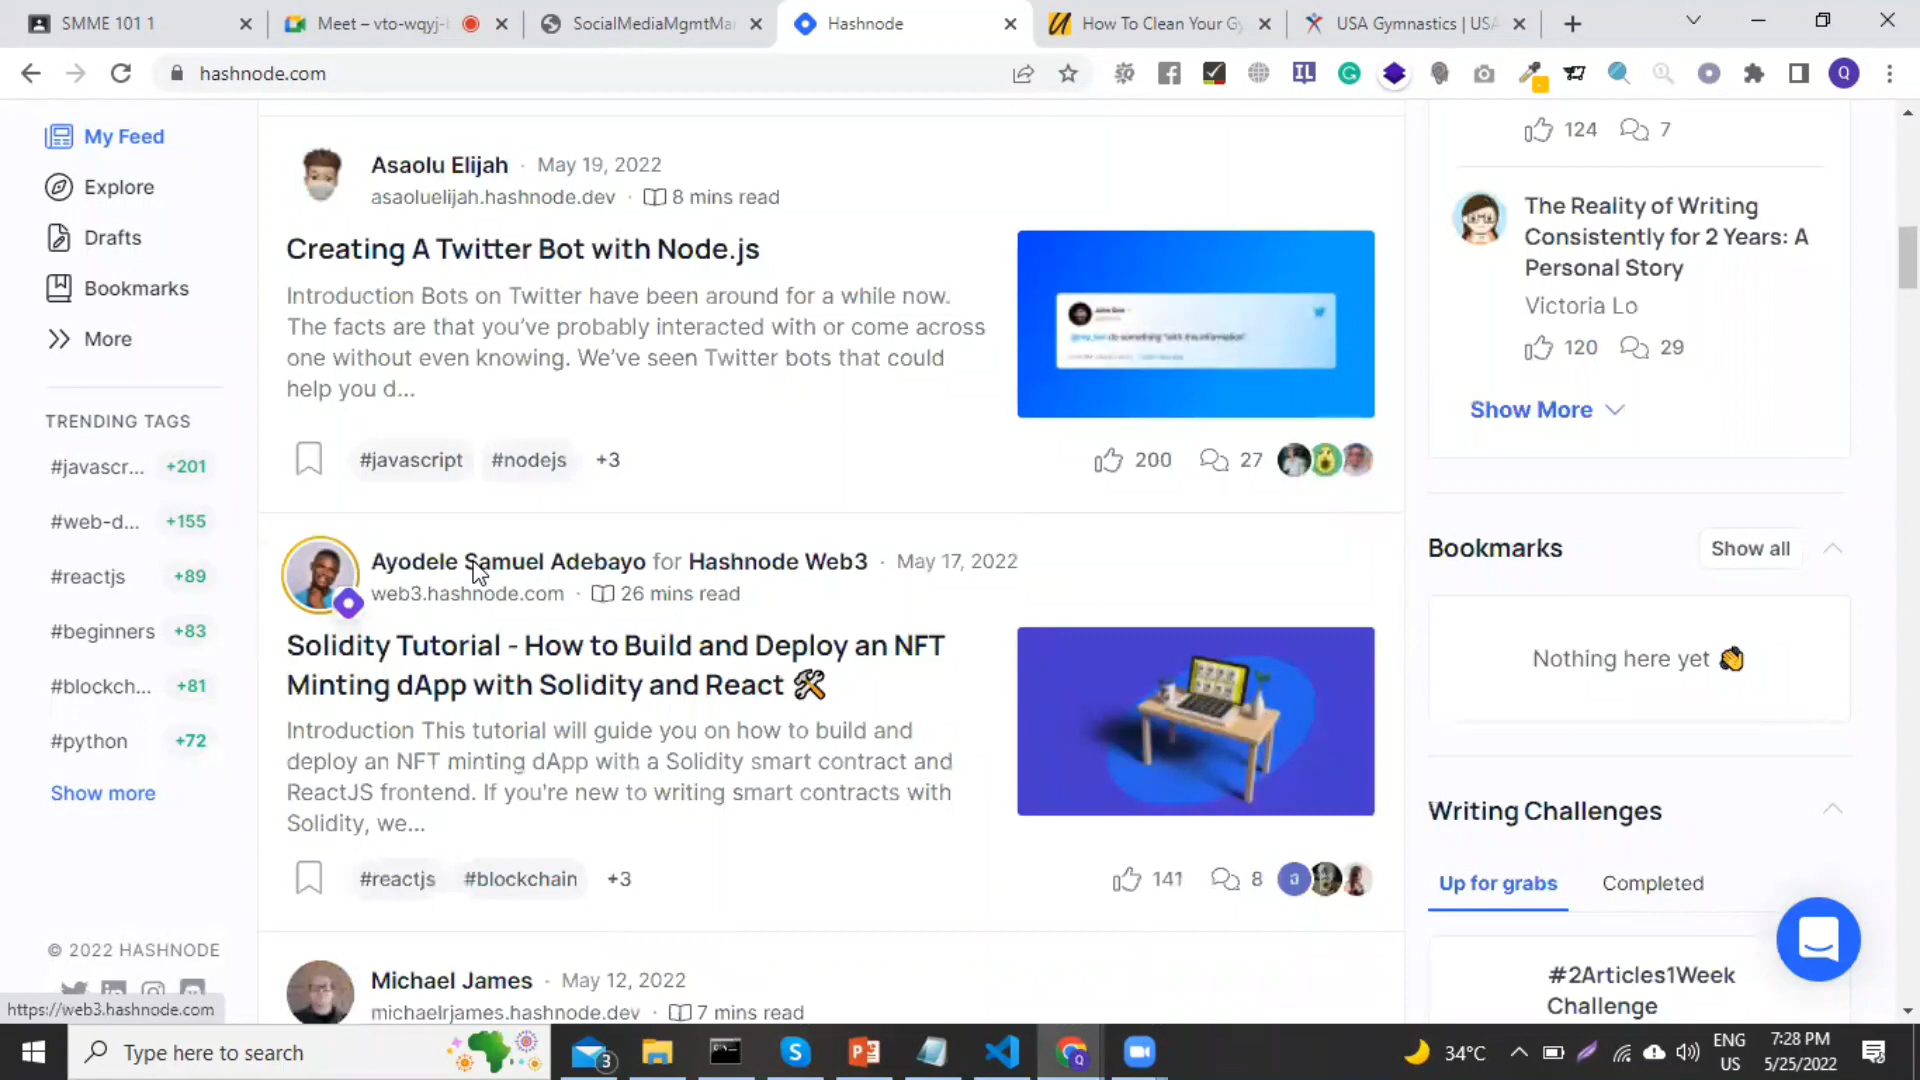 SMME 101 1
Meet – vto-wqyj-
SocialMediaMgmtMa
Hashnode
How To Clean Your Gy
USA Gymnastics | USA
hashnode.com
IL
Q
My Feed
Explore
Drafts
Bookmarks
More
TRENDING TAGS
#javascr... +201
#web-d... +155
#reactjs +89
#beginners +83
#blockch... +81
#python +72
Show more
© 2022 HASHNODE
https://web3.hashnode.com
Asaolu Elijah · May 19, 2022
asaoluelijah.hashnode.dev · 8 mins read
Creating A Twitter Bot with Node.js
Introduction Bots on Twitter have been around for a while now.
The facts are that you’ve probably interacted with or come across
one without even knowing. We’ve seen Twitter bots that could
help you d...
#javascript #nodejs +3
200 27
Ayodele Samuel Adebayo for Hashnode Web3 · May 17, 2022
web3.hashnode.com · 26 mins read
Solidity Tutorial - How to Build and Deploy an NFT
Minting dApp with Solidity and React 🛠
Introduction This tutorial will guide you on how to build and
deploy an NFT minting dApp with a Solidity smart contract and
ReactJS frontend. If you're new to writing smart contracts with
Solidity, we...
#reactjs #blockchain +3
141 8 a
Michael James · May 12, 2022
michaelrjames.hashnode.dev · 7 mins read
124 7
The Reality of Writing
Consistently for 2 Years: A
Personal Story
Victoria Lo
120 29
Show More
Bookmarks Show all
Nothing here yet 👏
Writing Challenges
Up for grabs Completed
#2Articles1Week
Challenge
Type here to search
3
34°C
ENG
US
7:28 PM
5/25/2022